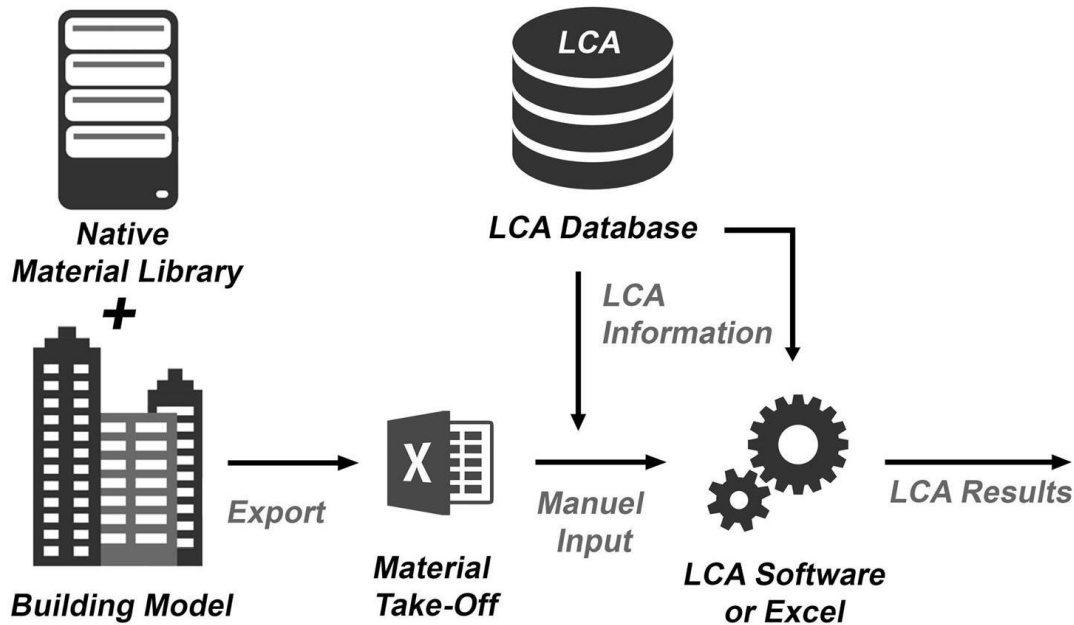 LCA
Native
Material Library
+
LCA Database
LCA
Information
X
Export
Manuel
Input
LCA Results
Building Model
Material
Take-Off
LCA Software
or Excel